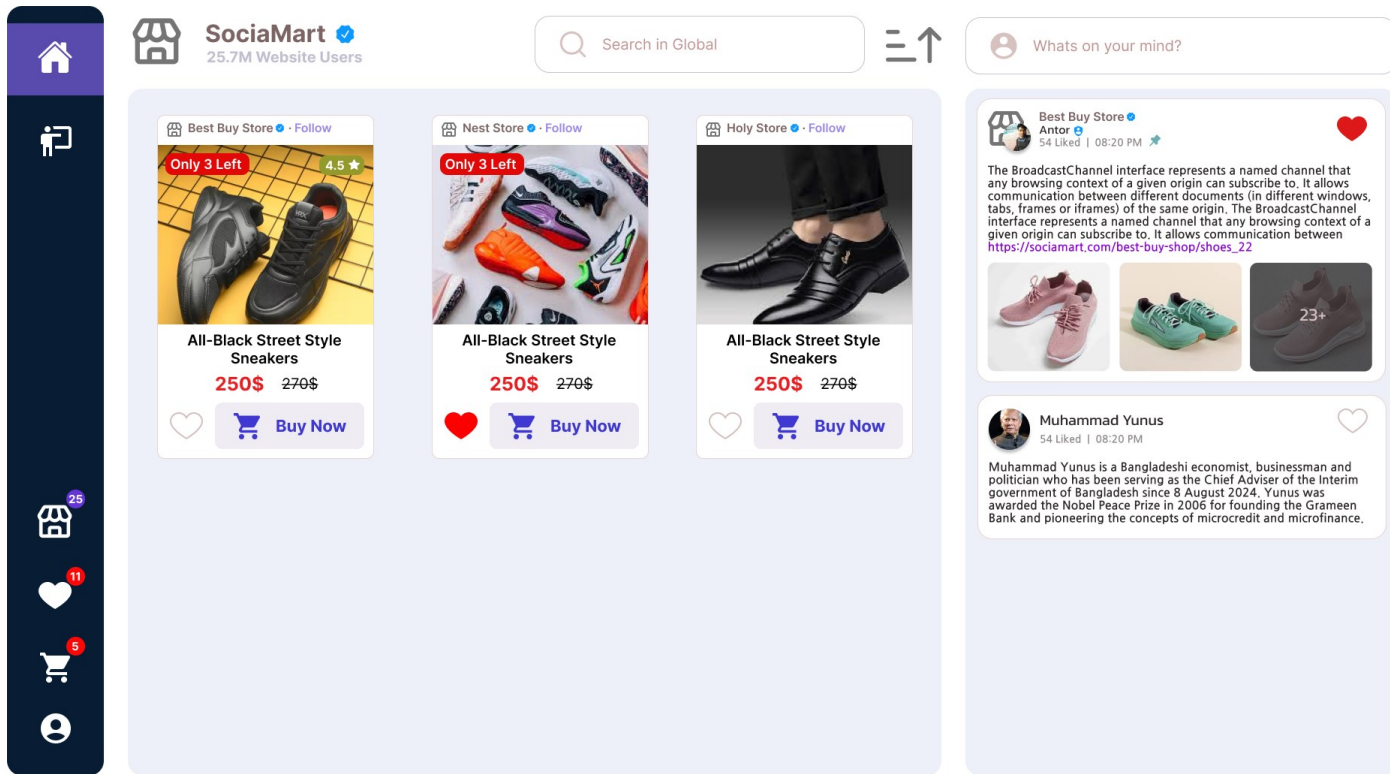 SociaMart
25.7M Website Users
Search in Global
Whats on your mind?
Best Buy Store · Follow
Only 3 Left
4.5
All-Black Street Style
Sneakers
250$ 270$
Buy Now
Nest Store · Follow
Only 3 Left
All-Black Street Style
Sneakers
250$ 270$
Buy Now
Holy Store · Follow
All-Black Street Style
Sneakers
250$ 270$
Buy Now
Best Buy Store
Antor
54 Liked | 08:20 PM
The BroadcastChannel interface represents a named channel that
any browsing context of a given origin can subscribe to. It allows
communication between different documents (in different windows,
tabs, frames or iframes) of the same origin. The BroadcastChannel
interface represents a named channel that any browsing context of a
given origin can subscribe to. It allows communication between
https://sociamart.com/best-buy-shop/shoes_22
23+
Muhammad Yunus
54 Liked | 08:20 PM
Muhammad Yunus is a Bangladeshi economist, businessman and
politician who has been serving as the Chief Adviser of the Interim
government of Bangladesh since 8 August 2024. Yunus was
awarded the Nobel Peace Prize in 2006 for founding the Grameen
Bank and pioneering the concepts of microcredit and microfinance.
25
11
5